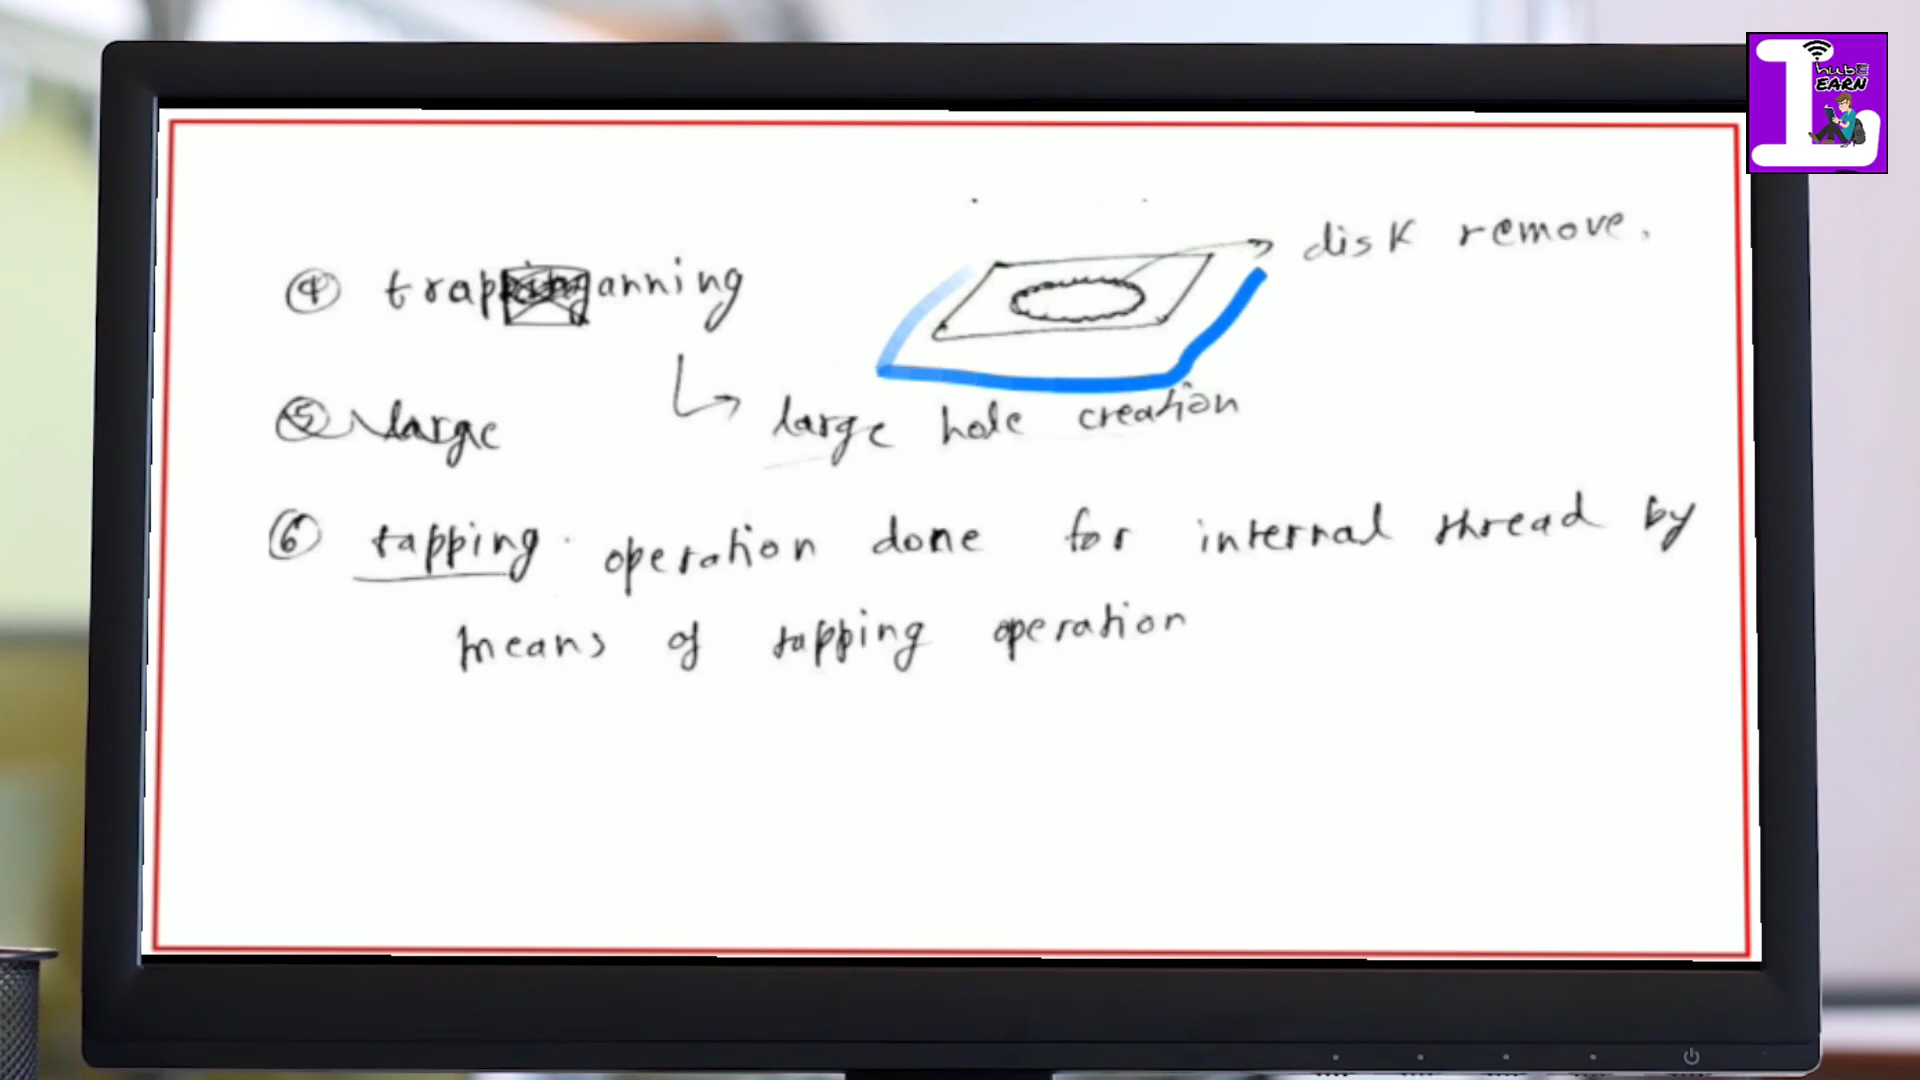 hubE
EARN
L
disk remove.
④ trap anning
⑤ large
large hole creation
⑥ tapping operation done for internal thread by
means of tapping operation